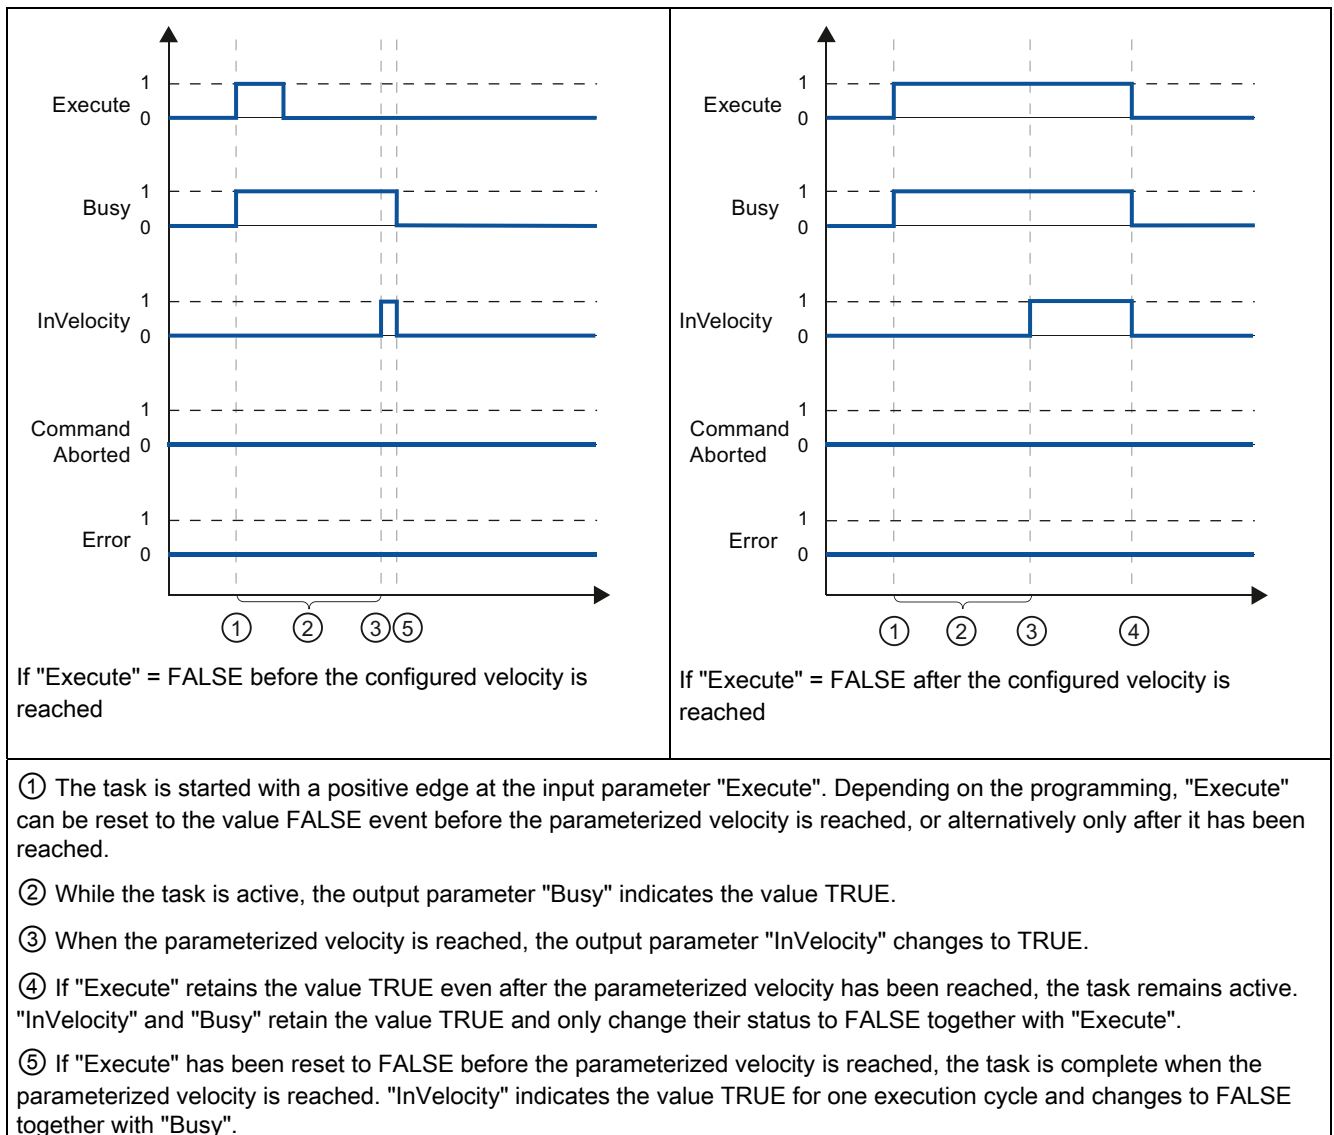 1
Execute
0
1
Busy
0
1
InVelocity
0
1
Command
Aborted
0
1
Error
0
① ② ③ ⑤
If "Execute" = FALSE before the configured velocity is
reached
1
Execute
0
1
Busy
0
1
InVelocity
0
1
Command
Aborted
0
1
Error
0
① ② ③ ④
If "Execute" = FALSE after the configured velocity is
reached
① The task is started with a positive edge at the input parameter "Execute". Depending on the programming, "Execute"
can be reset to the value FALSE event before the parameterized velocity is reached, or alternatively only after it has been
reached.
② While the task is active, the output parameter "Busy" indicates the value TRUE.
③ When the parameterized velocity is reached, the output parameter "InVelocity" changes to TRUE.
④ If "Execute" retains the value TRUE even after the parameterized velocity has been reached, the task remains active.
"InVelocity" and "Busy" retain the value TRUE and only change their status to FALSE together with "Execute".
⑤ If "Execute" has been reset to FALSE before the parameterized velocity is reached, the task is complete when the
parameterized velocity is reached. "InVelocity" indicates the value TRUE for one execution cycle and changes to FALSE
together with "Busy".